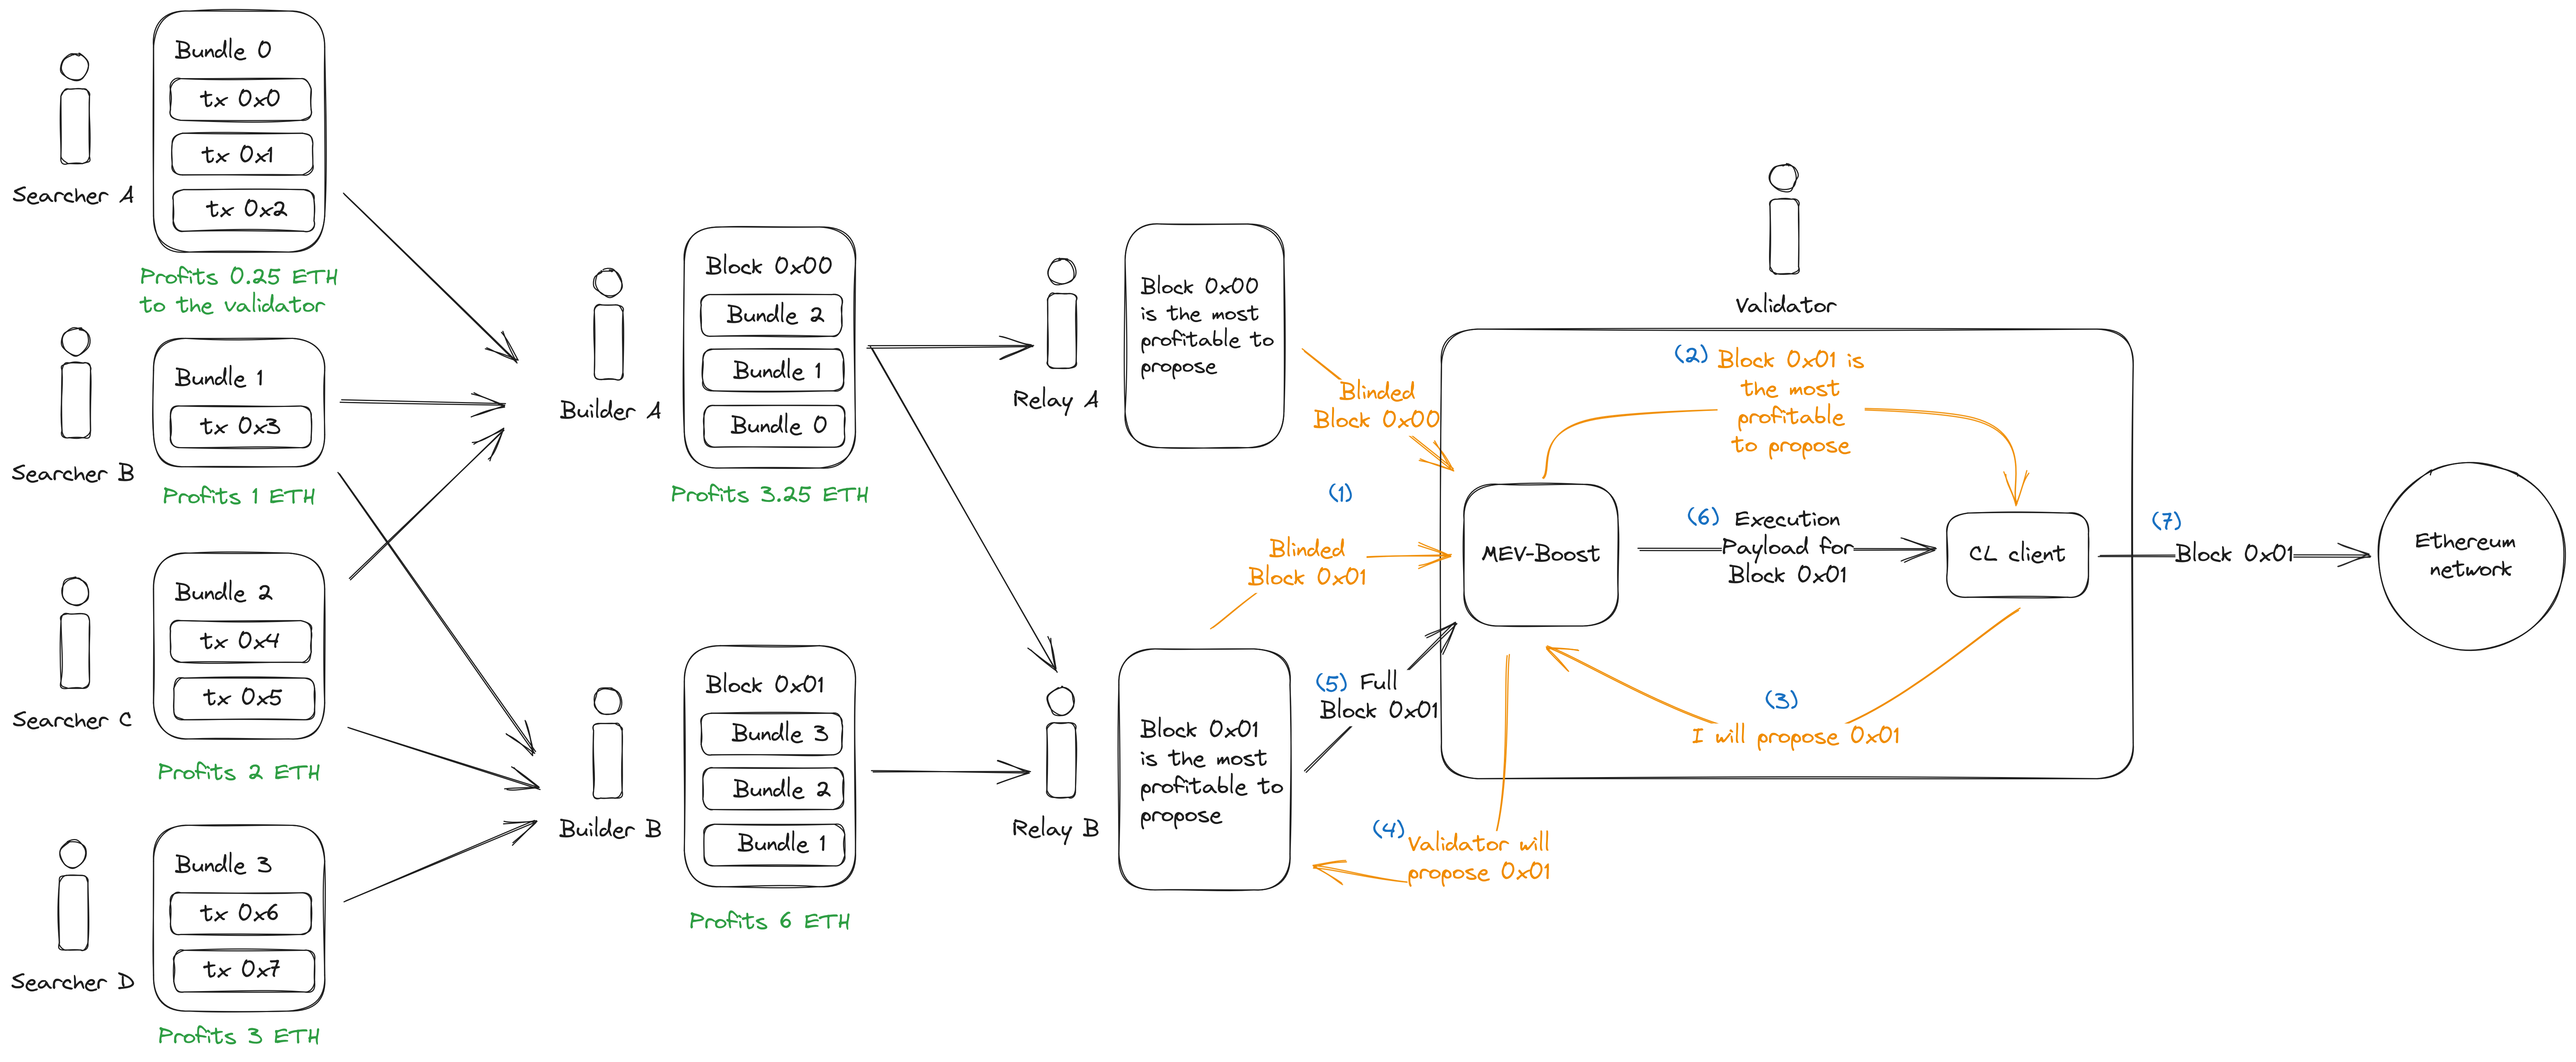 Bundle 0
tx 0x0
tx 0x1
tx 0x2
Searcher A
Profits 0.25 ETH
to the validator
Bundle 1
tx 0x3
Searcher B
Profits 1 ETH
Bundle 2
tx 0x4
tx 0x5
Searcher C
Profits 2 ETH
Bundle 3
tx 0x6
tx 0x7
Searcher D
Profits 3 ETH
Block 0x00
Bundle 2
Bundle 1
Bundle 0
Builder A
Profits 3.25 ETH
Block 0x01
Bundle 3
Bundle 2
Bundle 1
Builder B
Profits 6 ETH
Relay A
Block 0x00
is the most
profitable to
propose
Relay B
Block 0x01
is the most
profitable to
propose
Blinded
Block 0x00
(1)
Blinded
Block 0x01
Validator
(2) Block 0x01 is
the most
profitable
to propose
MEV-Boost
(6) Execution
Payload for
Block 0x01
CL client
(3)
I will propose 0x01
(4) Validator will
propose 0x01
(5) Full
Block 0x01
(7)
Block 0x01
Ethereum
network